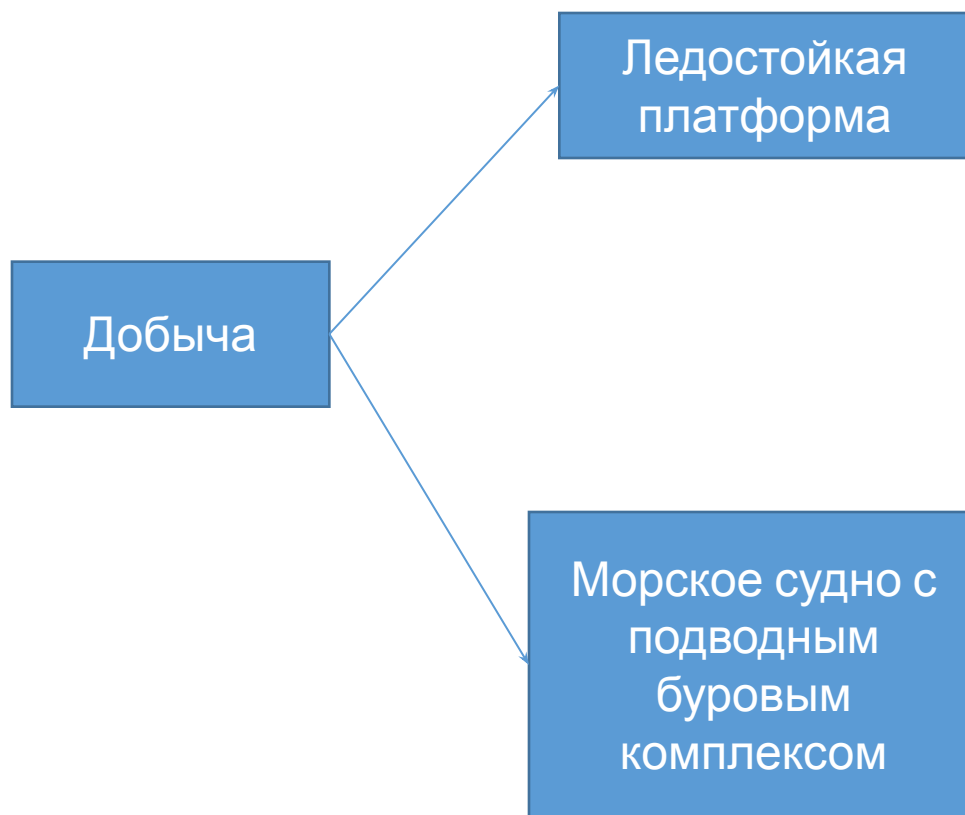 Ледостойкая
платформа
Добыча
Морское судно с
подводным
буровым
комплексом